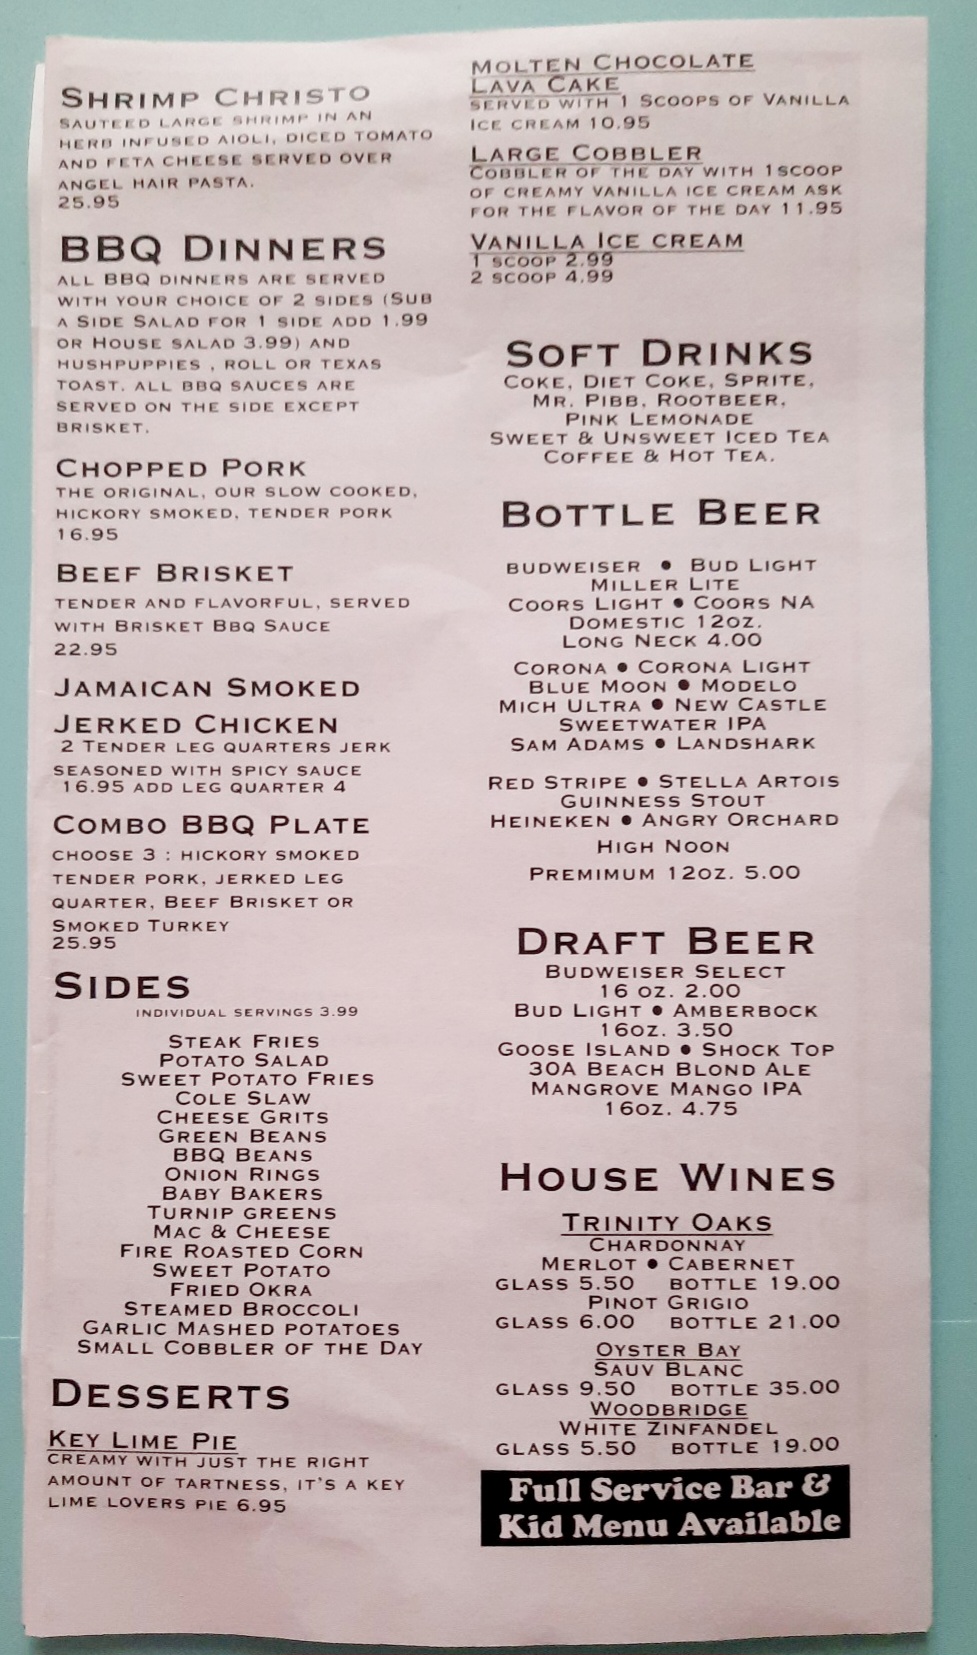 Shrimp Christo
sauteed large shrimp in an
herb infused aioli, diced tomato
and feta cheese served over
angel hair pasta.
25.95
BBQ Dinners
all BBQ dinners are served
with your choice of 2 sides (Sub
a Side Salad for 1 side add 1.99
or House salad 3.99) and
hushpuppies , roll or texas
toast. all bbq sauces are
served on the side except
brisket.
Chopped Pork
the original, our slow cooked,
hickory smoked, tender pork
16.95
Beef Brisket
tender and flavorful, served
with Brisket Bbq Sauce
22.95
Jamaican Smoked
Jerked Chicken
2 Tender leg quarters jerk
seasoned with spicy sauce
16.95 add leg quarter 4
Combo BBQ Plate
choose 3 : hickory smoked
tender pork, jerked leg
quarter, Beef Brisket or
Smoked Turkey
25.95
Sides
individual servings 3.99
Steak Fries
Potato Salad
Sweet Potato Fries
Cole Slaw
Cheese Grits
Green Beans
BBQ Beans
Onion Rings
Baby Bakers
Turnip greens
Mac & Cheese
Fire Roasted Corn
Sweet Potato
Fried Okra
Steamed Broccoli
Garlic Mashed potatoes
Small Cobbler of the Day
Desserts
Key Lime Pie
creamy with just the right
amount of tartness, it's a key
lime lovers pie 6.95
Molten Chocolate
Lava Cake
served with 1 Scoops of Vanilla
ice cream 10.95
Large Cobbler
Cobbler of the day with 1scoop
of creamy vanilla ice cream ask
for the flavor of the day 11.95
Vanilla Ice cream
1 scoop 2.99
2 scoop 4.99
Soft Drinks
Coke, Diet Coke, Sprite,
Mr. Pibb, Rootbeer,
Pink Lemonade
Sweet & Unsweet Iced Tea
Coffee & Hot Tea.
Bottle Beer
budweiser • Bud Light
Miller Lite
Coors Light • Coors NA
Domestic 12oz.
Long Neck 4.00
Corona • Corona Light
Blue Moon • Modelo
Mich Ultra • New Castle
Sweetwater IPA
Sam Adams • Landshark
Red Stripe • Stella Artois
Guinness Stout
Heineken • Angry Orchard
High Noon
Premimum 12oz. 5.00
Draft Beer
Budweiser Select
16 oz. 2.00
Bud Light • Amberbock
16oz. 3.50
Goose Island • Shock Top
30A Beach Blond Ale
Mangrove Mango IPA
16oz. 4.75
House Wines
Trinity Oaks
Chardonnay
Merlot • Cabernet
glass 5.50 bottle 19.00
Pinot Grigio
glass 6.00 bottle 21.00
Oyster Bay
Sauv Blanc
glass 9.50 bottle 35.00
Woodbridge
White Zinfandel
glass 5.50 bottle 19.00
Full Service Bar &
Kid Menu Available